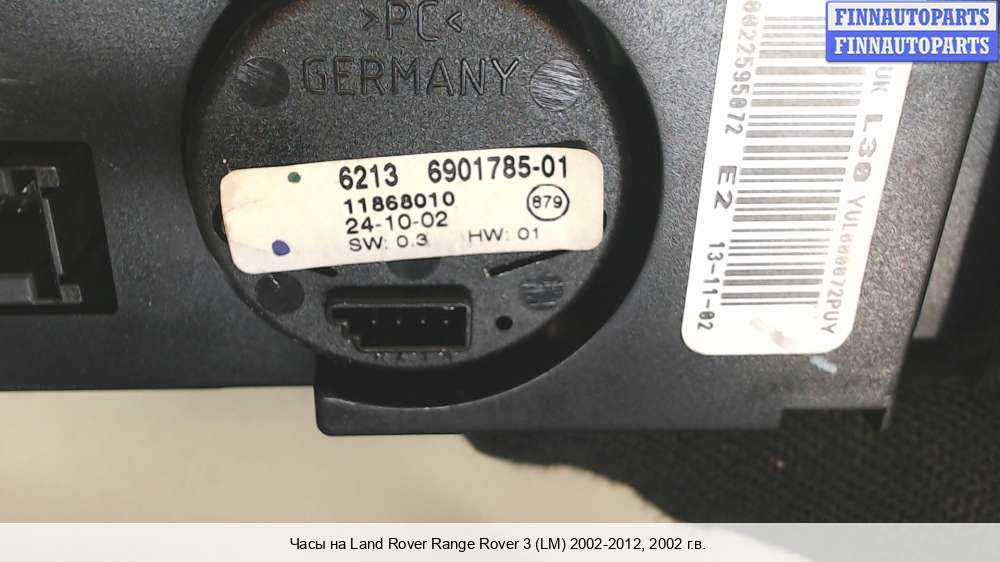 FINNAUTOPARTS
FINNAUTOPARTS
>PC<
GERMANY
6213 6901785-01
11868010
879
24-10-02
SW: 0.3 HW: 01
E2 13-11-02
L30 YUL000072PUY
Часы на Land Rover Range Rover 3 (LM) 2002-2012, 2002 г.в.